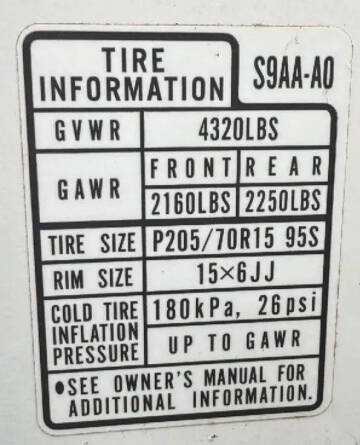 TIRE
INFORMATION
S9AA-A0
GVWR 4320LBS
GAWR
FRONT REAR
2160LBS 2250LBS
TIRE SIZE P205/70R15 95S
RIM SIZE 15×6JJ
COLD TIRE
INFLATION
PRESSURE
180kPa, 26psi
UP TO GAWR
•SEE OWNER'S MANUAL FOR
ADDITIONAL INFORMATION.